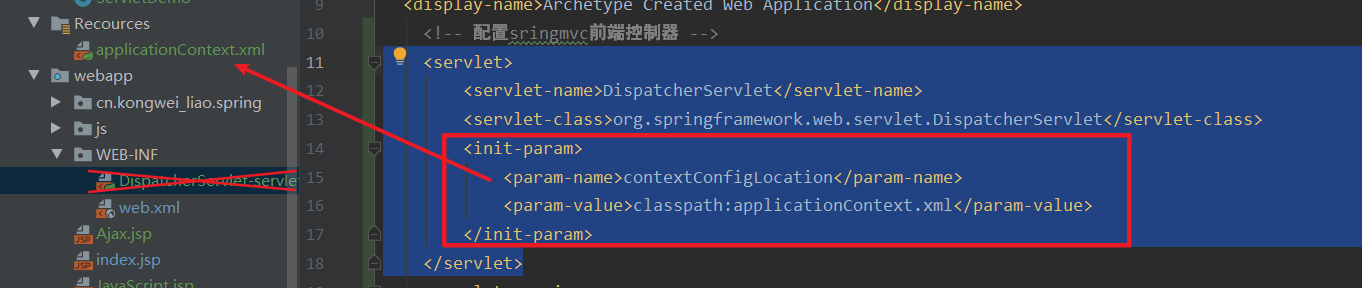 ServletDemo
Recources
applicationContext.xml
webapp
cn.kongwei_liao.spring
js
WEB-INF
DispatcherServlet-servlet
web.xml
Ajax.jsp
index.jsp
JavaScript.jsp
9 <display-name>Archetype Created Web Application</display-name>
10 <!-- 配置sringmvc前端控制器 -->
11 <servlet>
12 <servlet-name>DispatcherServlet</servlet-name>
13 <servlet-class>org.springframework.web.servlet.DispatcherServlet</servlet-class>
14 <init-param>
15 <param-name>contextConfigLocation</param-name>
16 <param-value>classpath:applicationContext.xml</param-value>
17 </init-param>
18 </servlet>